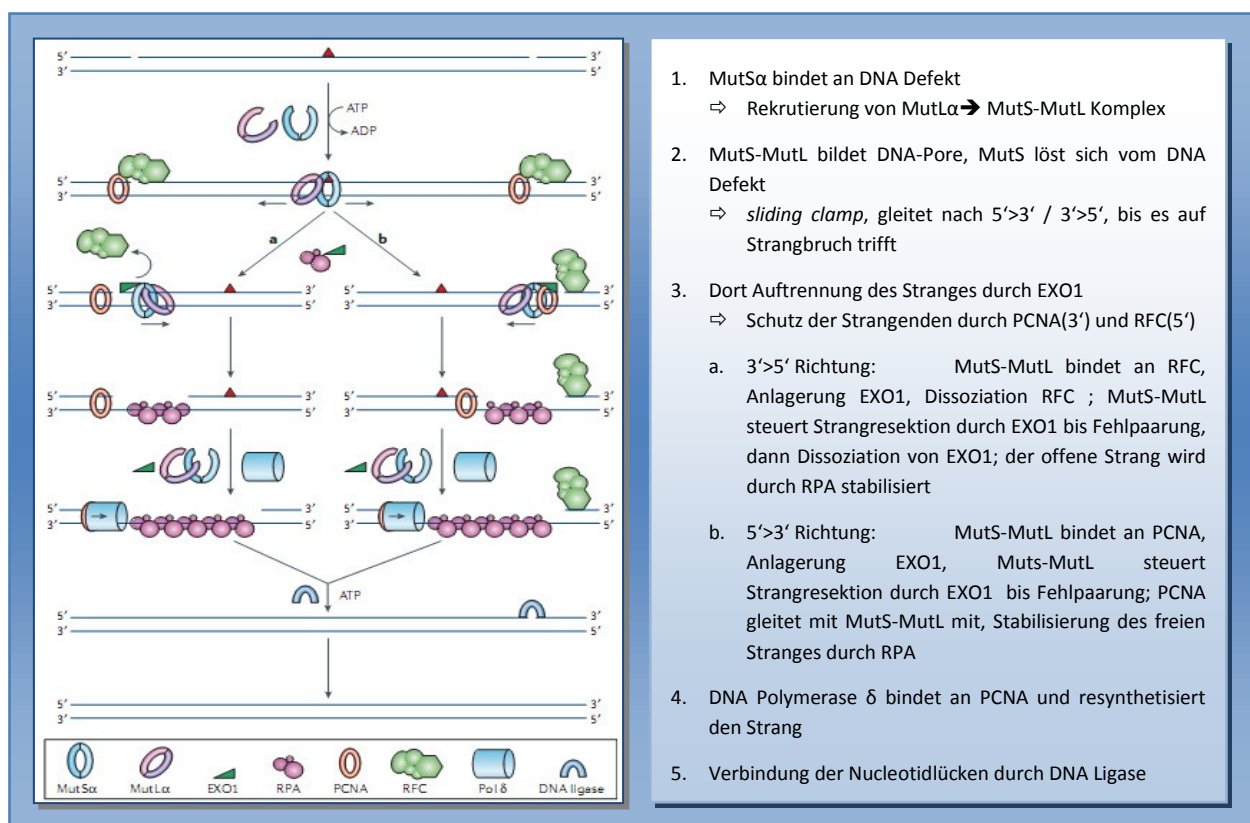 5′ 3′
3′ 5′
ATP
ADP
5′ 3′
3′ 5′
a b
5′ 3′ 5′ 3′
3′ 5′ 3′ 5′
5′ 3′ 5′ 3′
3′ 5′ 3′ 5′
5′ 3′ 5′ 3′
3′ 5′ 3′ 5′
ATP
5′ 3′
3′ 5′
5′ 3′
3′ 5′
MutSα MutLα EXO1 RPA PCNA RFC Pol δ DNA ligase
1. MutSα bindet an DNA Defekt
⇨ Rekrutierung von MutLα➔ MutS-MutL Komplex
2. MutS-MutL bildet DNA-Pore, MutS löst sich vom DNA
Defekt
⇨ sliding clamp, gleitet nach 5‘>3‘ / 3‘>5‘, bis es auf
Strangbruch trifft
3. Dort Auftrennung des Stranges durch EXO1
⇨ Schutz der Strangenden durch PCNA(3‘) und RFC(5‘)
a. 3‘>5‘ Richtung: MutS-MutL bindet an RFC,
Anlagerung EXO1, Dissoziation RFC ; MutS-MutL
steuert Strangresektion durch EXO1 bis Fehlpaarung,
dann Dissoziation von EXO1; der offene Strang wird
durch RPA stabilisiert
b. 5‘>3‘ Richtung: MutS-MutL bindet an PCNA,
Anlagerung EXO1, Muts-MutL steuert
Strangresektion durch EXO1 bis Fehlpaarung; PCNA
gleitet mit MutS-MutL mit, Stabilisierung des freien
Stranges durch RPA
4. DNA Polymerase δ bindet an PCNA und resynthetisiert
den Strang
5. Verbindung der Nucleotidlücken durch DNA Ligase